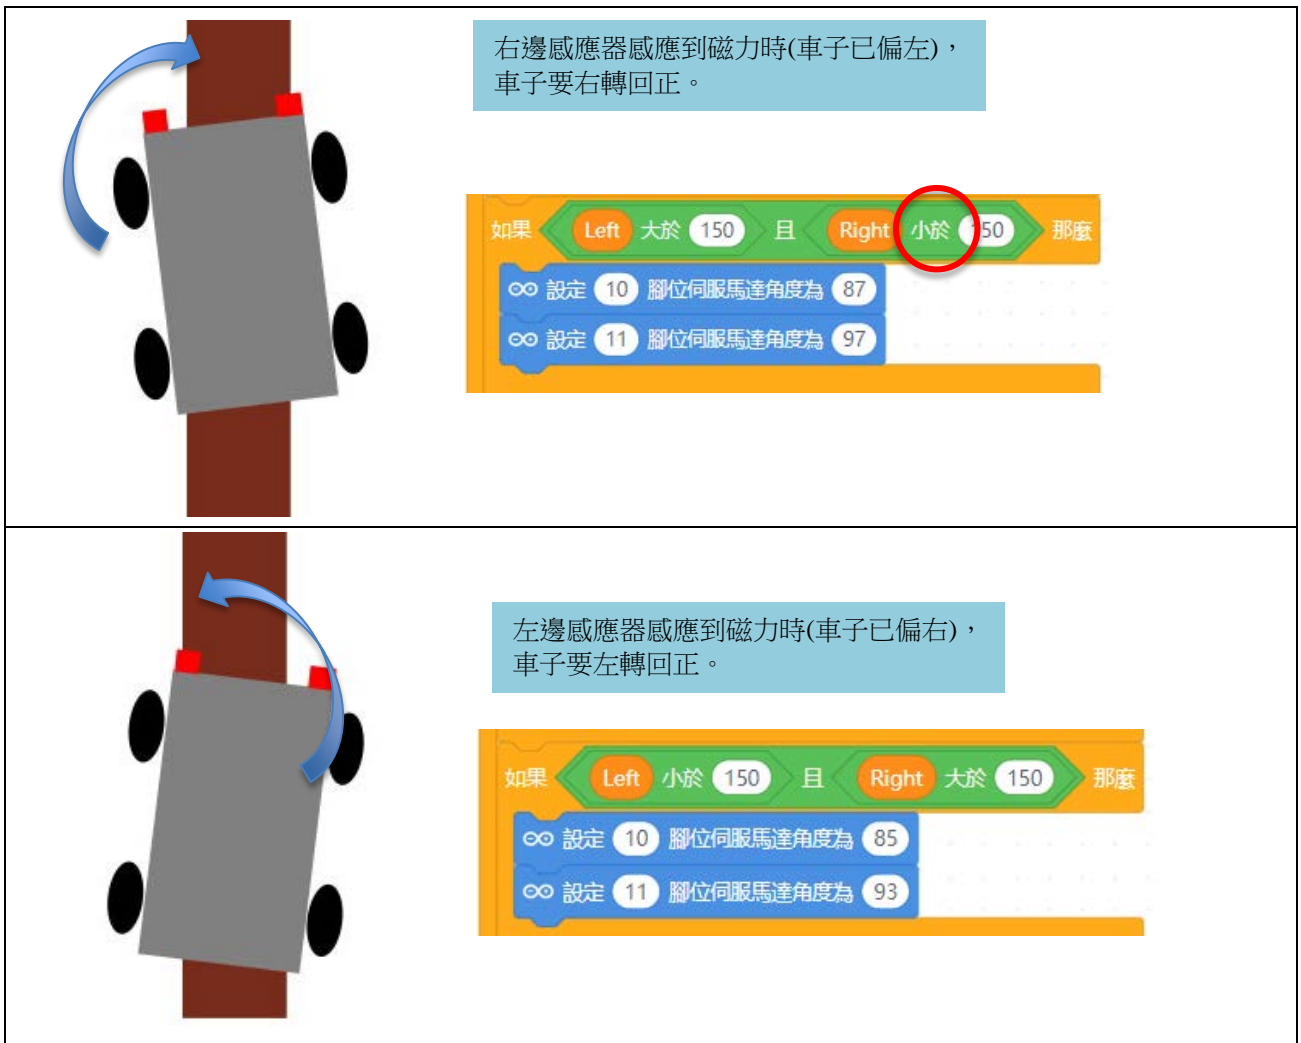 右邊感應器感應到磁力時(車子已偏左)，
車子要右轉回正。
如果 Left 大於 150 且 Right 小於 150 那麼
設定 10 腳位伺服馬達角度為 87
設定 11 腳位伺服馬達角度為 97
左邊感應器感應到磁力時(車子已偏右)，
車子要左轉回正。
如果 Left 小於 150 且 Right 大於 150 那麼
設定 10 腳位伺服馬達角度為 85
設定 11 腳位伺服馬達角度為 93